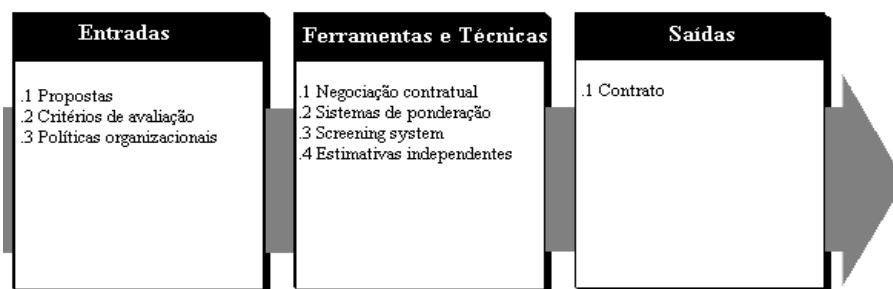 Entradas
.1 Propostas
.2 Critérios de avaliação
.3 Políticas organizacionais
Ferramentas e Técnicas
.1 Negociação contratual
.2 Sistemas de ponderação
.3 Screening system
.4 Estimativas independentes
Saídas
.1 Contrato